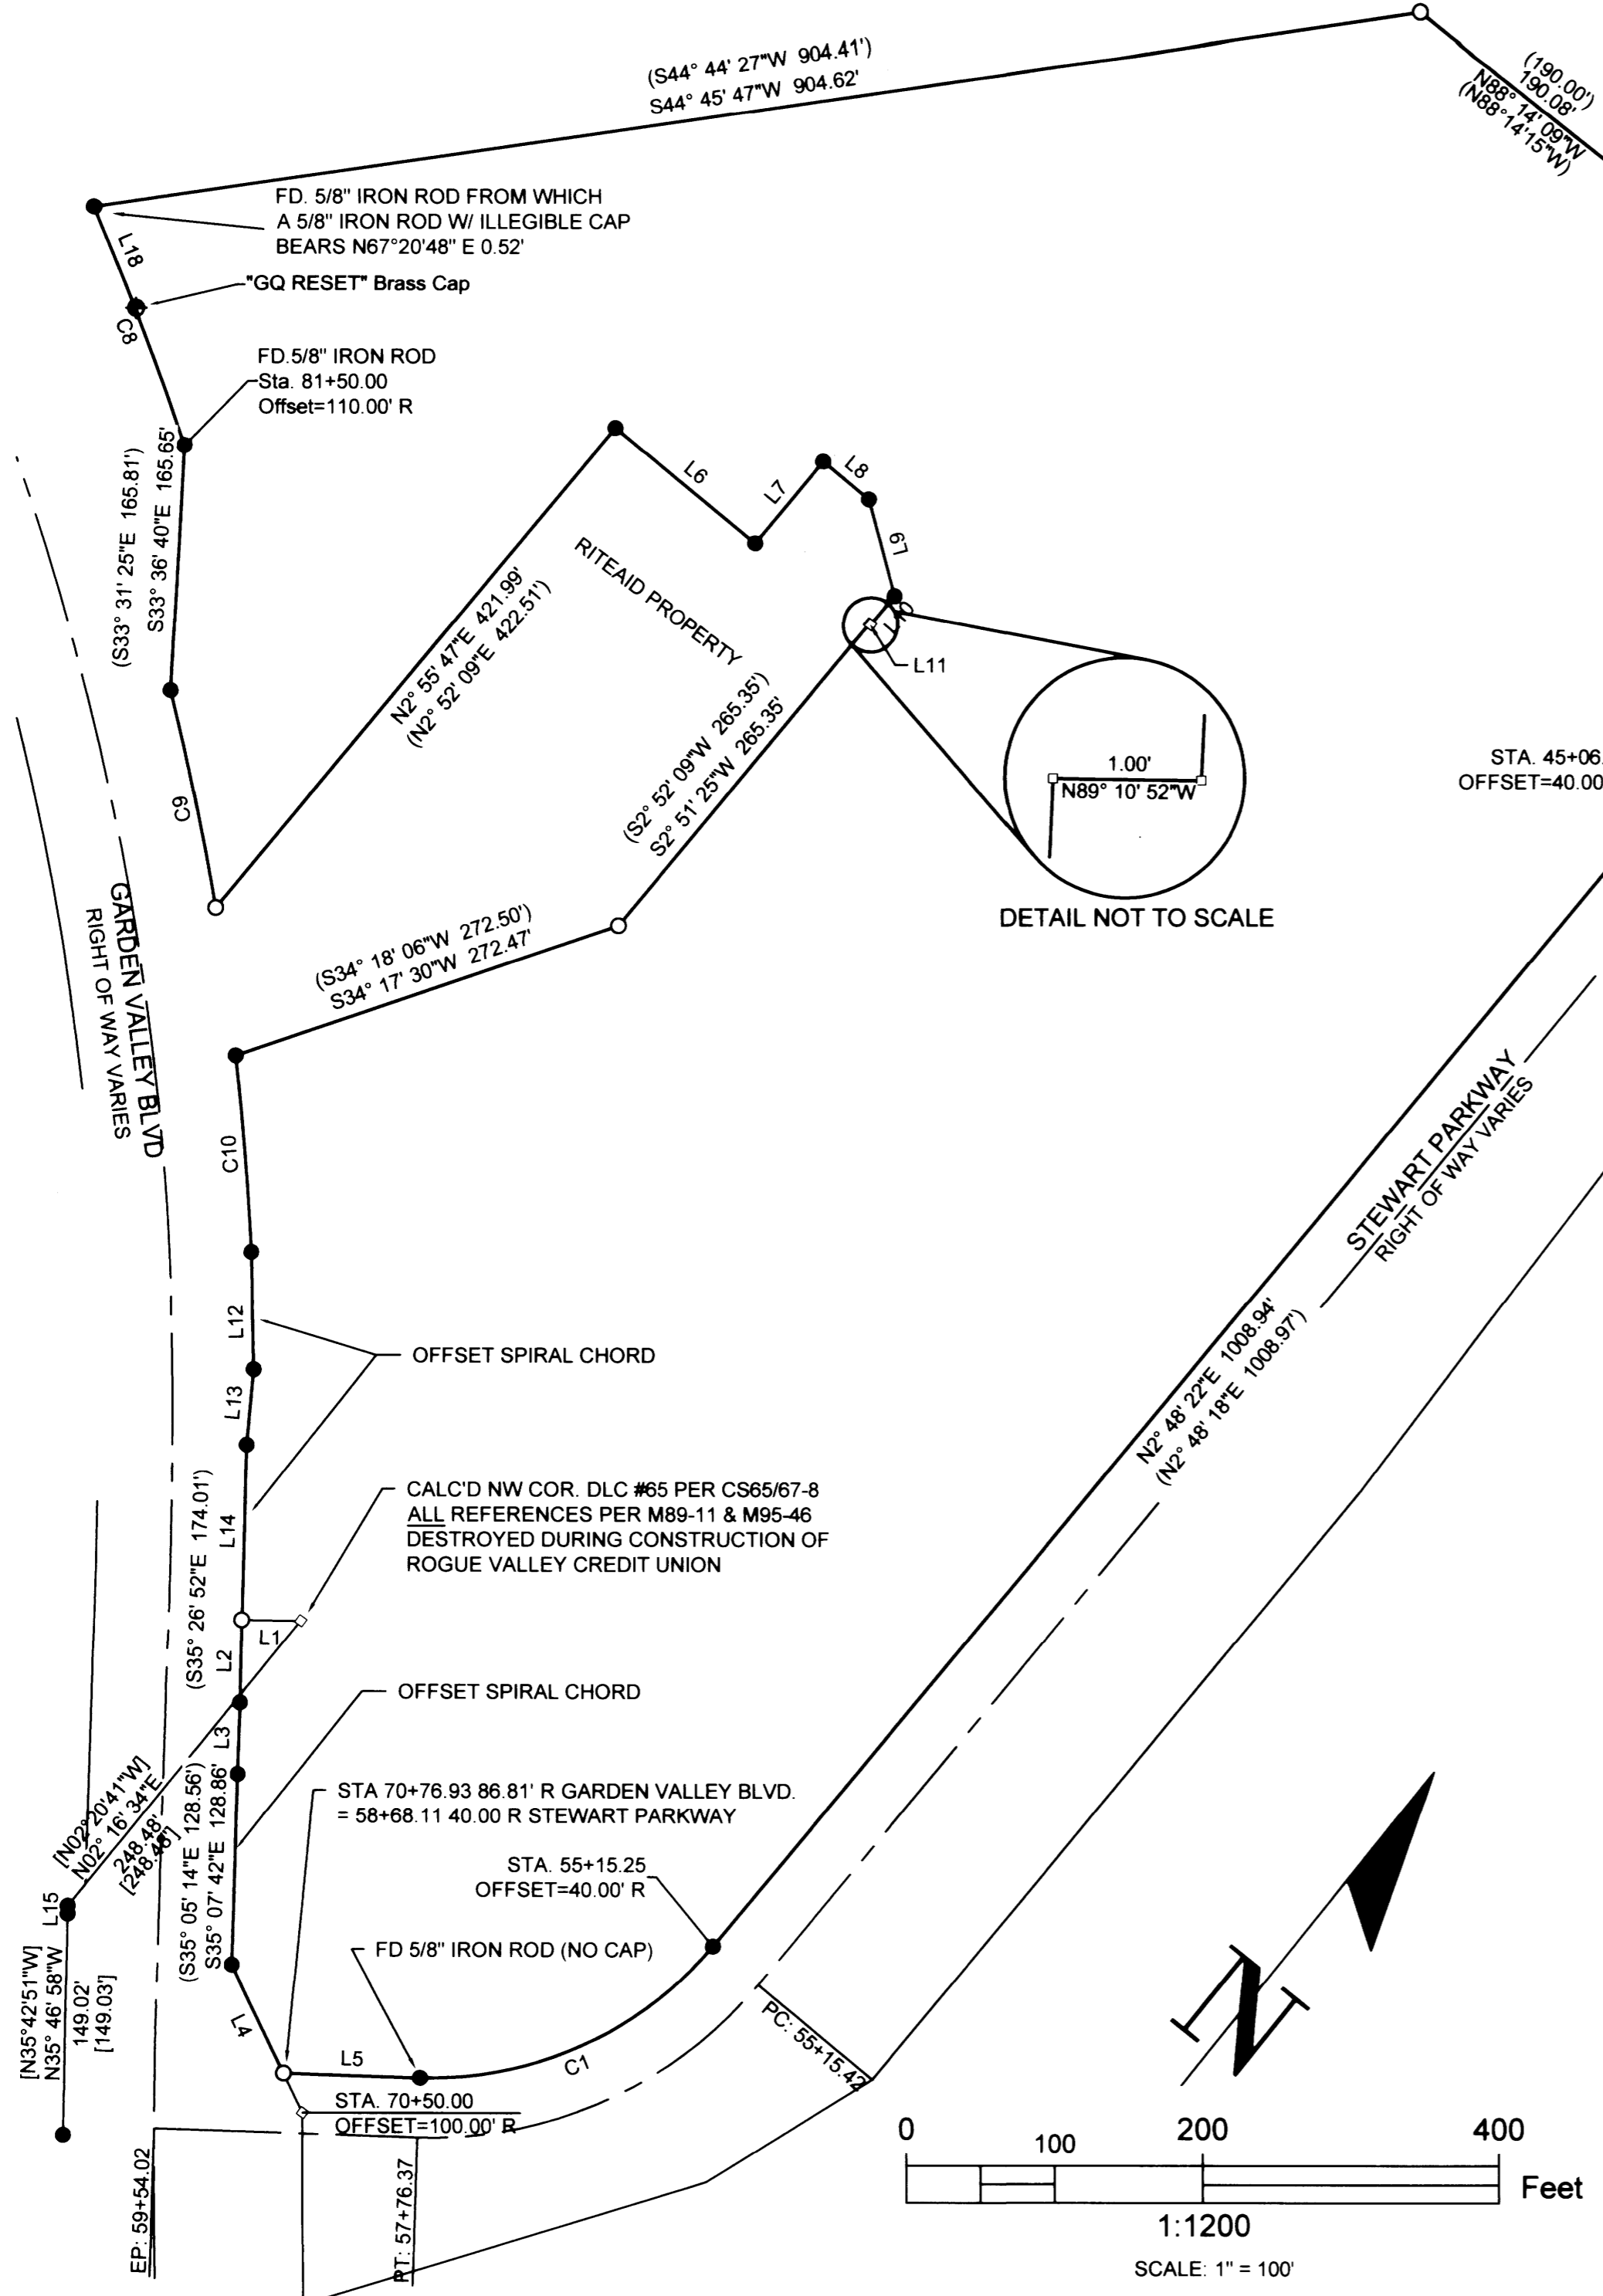 (S44° 44' 27"W 904.41')
S44° 45' 47"W 904.62'
(190.00')
190.08'
N88° 14' 09"W
(N88°14'15"W)
FD. 5/8" IRON ROD FROM WHICH
A 5/8" IRON ROD W/ ILLEGIBLE CAP
BEARS N67°20'48" E 0.52'
L18
"GQ RESET" Brass Cap
C8
FD.5/8" IRON ROD
Sta. 81+50.00
Offset=110.00' R
(S33° 31' 25"E 165.81')
S33° 36' 40"E 165.65'
L6
L7
L8
L9
L10
L11
RITEAID PROPERTY
N2° 55' 47"E 421.99'
(N2° 52' 09"E 422.51')
(S2° 52' 09"W 265.35')
S2° 51' 25"W 265.35'
1.00'
N89° 10' 52"W
DETAIL NOT TO SCALE
STA. 45+06.
OFFSET=40.00
C9
GARDEN VALLEY BLVD
RIGHT OF WAY VARIES
(S34° 18' 06"W 272.50')
S34° 17' 30"W 272.47'
C10
STEWART PARKWAY
RIGHT OF WAY VARIES
L12
OFFSET SPIRAL CHORD
L13
N2° 48' 22"E 1008.94'
(N2° 48' 18"E 1008.97')
CALC'D NW COR. DLC #65 PER CS65/67-8
ALL REFERENCES PER M89-11 & M95-46
DESTROYED DURING CONSTRUCTION OF
ROGUE VALLEY CREDIT UNION
L14
(S35° 26' 52"E 174.01')
L1
L2
OFFSET SPIRAL CHORD
L3
[N02°20'41"W]
N02° 16' 34"E
248.48'
[248.48']
STA 70+76.93 86.81' R GARDEN VALLEY BLVD.
= 58+68.11 40.00 R STEWART PARKWAY
(S35° 05' 14"E 128.56')
S35° 07' 42"E 128.86'
STA. 55+15.25
OFFSET=40.00' R
L15
FD 5/8" IRON ROD (NO CAP)
[N35°42'51"W]
N35° 46' 58"W
149.02'
[149.03']
L4
L5
C1
PC: 55+15.42
N
STA. 70+50.00
OFFSET=100.00' R
EP: 59+54.02
PT: 57+76.37
0
100
200
400
Feet
1:1200
SCALE: 1" = 100'